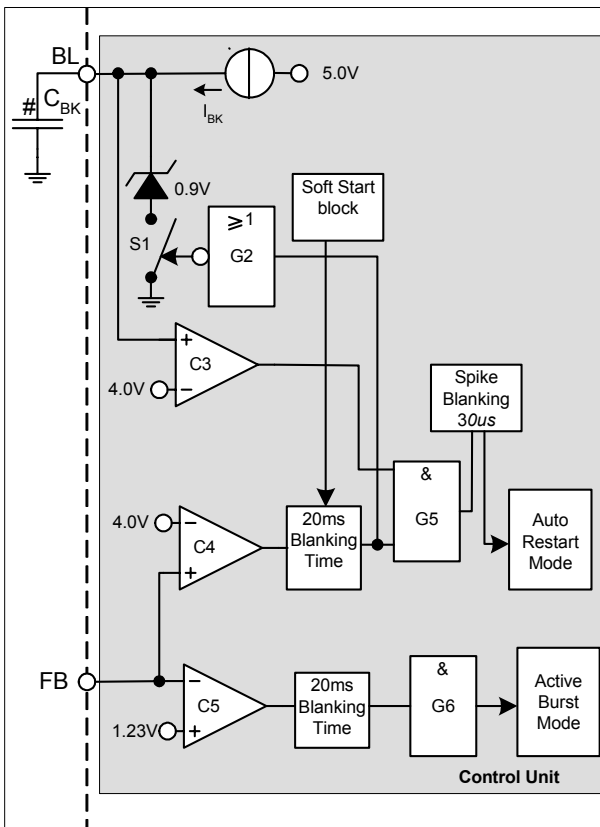 BL
5.0V
# C_BK
I_BK
0.9V
Soft Start
block
S1
≥1
G2
C3
4.0V
Spike
Blanking
30us
&
G5
4.0V
20ms
Blanking
Time
C4
Auto
Restart
Mode
FB
&
20ms
Blanking
Time
G6
Active
Burst
Mode
C5
1.23V
Control Unit